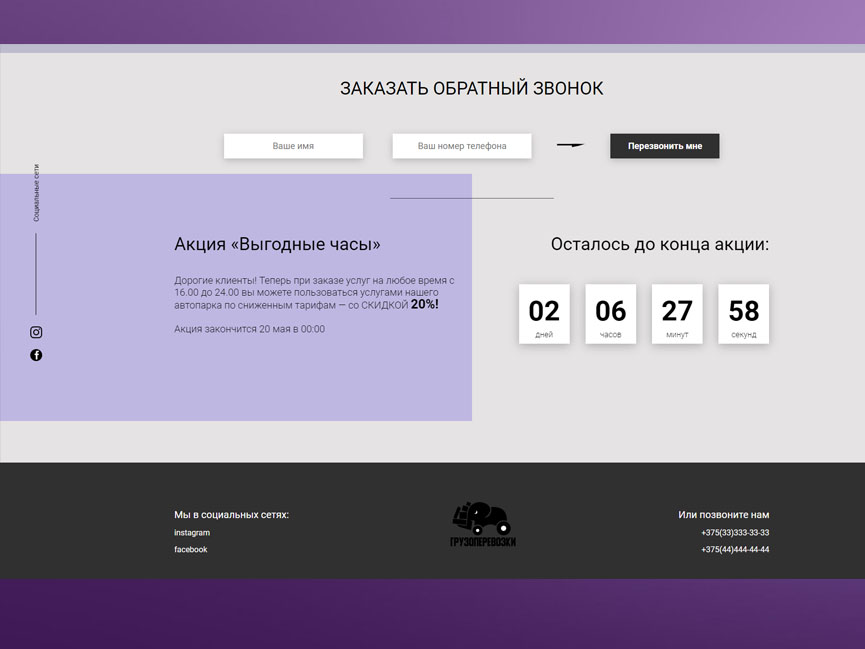 ЗАКАЗАТЬ ОБРАТНЫЙ ЗВОНОК
Ваше имя
Ваш номер телефона
Перезвонить мне
Социальные сети
Акция «Выгодные часы»
Дорогие клиенты! Теперь при заказе услуг на любое время с
16.00 до 24.00 вы можете пользоваться услугами нашего
автопарка по сниженным тарифам — со СКИДКОЙ 20%!
Акция закончится 20 мая в 00:00
Осталось до конца акции:
02 06 27 58
дней часов минут секунд
Мы в социальных сетях:
instagram
facebook
ГРУЗОПЕРЕВОЗКИ
Или позвоните нам
+375(33)333-33-33
+375(44)444-44-44